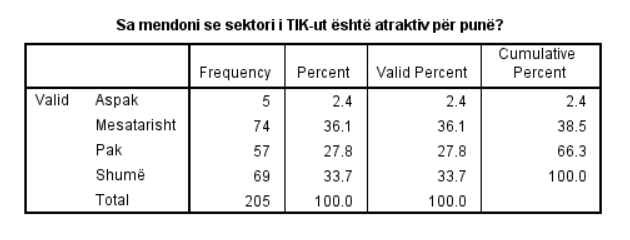 Sa mendoni se sektori i TIK-ut është atraktiv për punë?
Frequency Percent Valid Percent Cumulative Percent
Valid Aspak 5 2.4 2.4 2.4
Mesatarisht 74 36.1 36.1 38.5
Pak 57 27.8 27.8 66.3
Shumë 69 33.7 33.7 100.0
Total 205 100.0 100.0